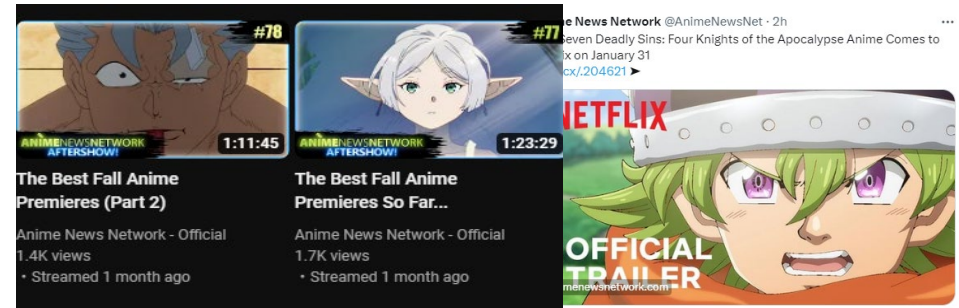 #78
ANIMENEWSNETWORK
AFTERSHOW!
1:11:45
The Best Fall Anime
Premieres (Part 2)
Anime News Network - Official
1.4K views
• Streamed 1 month ago
#77
ANIMENEWSNETWORK
AFTERSHOW!
1:23:29
The Best Fall Anime
Premieres So Far...
Anime News Network - Official
1.7K views
• Streamed 1 month ago
e News Network @AnimeNewsNet · 2h
Seven Deadly Sins: Four Knights of the Apocalypse Anime Comes to
ix on January 31
cx/.204621 ➤
NETFLIX
OFFICIAL
TRAILER
menewsnetwork.com